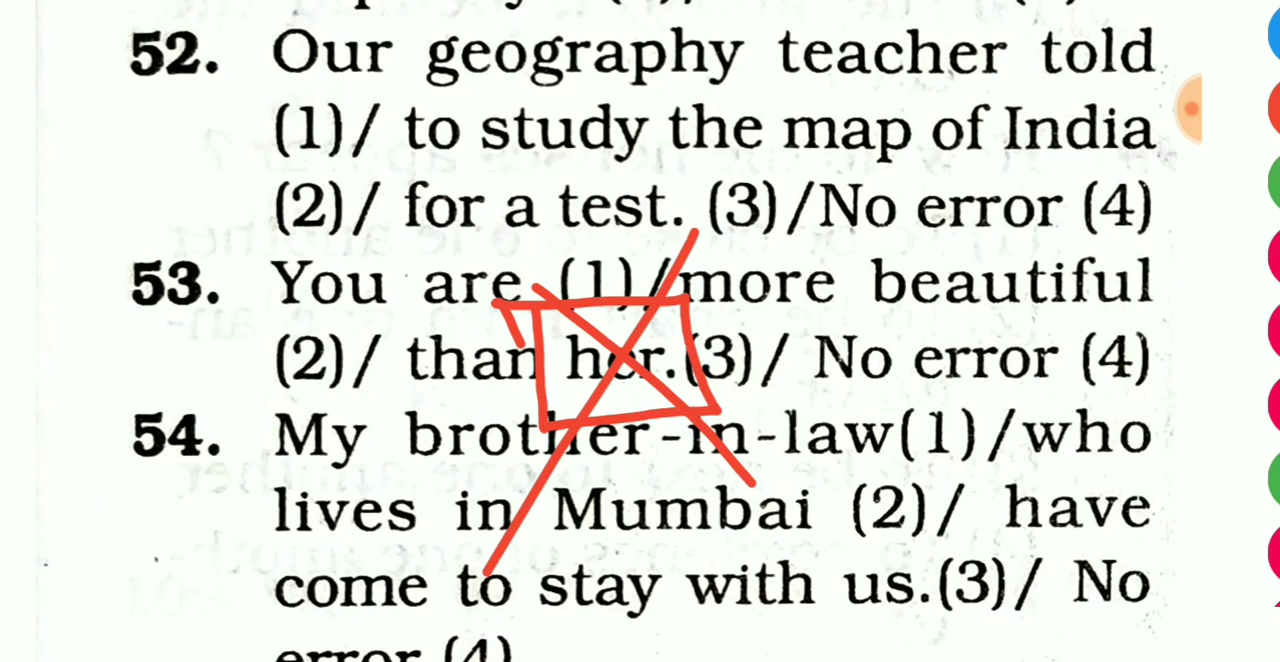 52. Our geography teacher told
(1)/ to study the map of India
(2)/ for a test. (3)/No error (4)
53. You are (1)/more beautiful
(2)/ than her.(3)/ No error (4)
54. My brother-in-law(1)/who
lives in Mumbai (2)/ have
come to stay with us.(3)/ No
error (4)